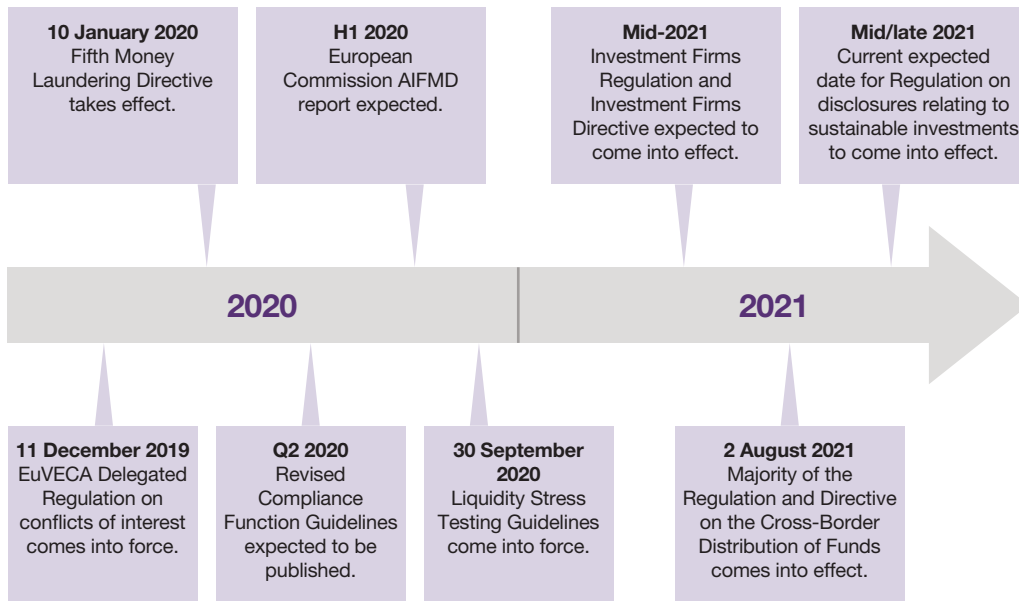 10 January 2020
Fifth Money
Laundering Directive
takes effect.
H1 2020
European
Commission AIFMD
report expected.
Mid-2021
Investment Firms
Regulation and
Investment Firms
Directive expected to
come into effect.
Mid/late 2021
Current expected
date for Regulation on
disclosures relating to
sustainable investments
to come into effect.
2020
2021
11 December 2019
EuVECA Delegated
Regulation on
conflicts of interest
comes into force.
Q2 2020
Revised
Compliance
Function Guidelines
expected to be
published.
30 September
2020
Liquidity Stress
Testing Guidelines
come into force.
2 August 2021
Majority of the
Regulation and Directive
on the Cross-Border
Distribution of Funds
comes into effect.